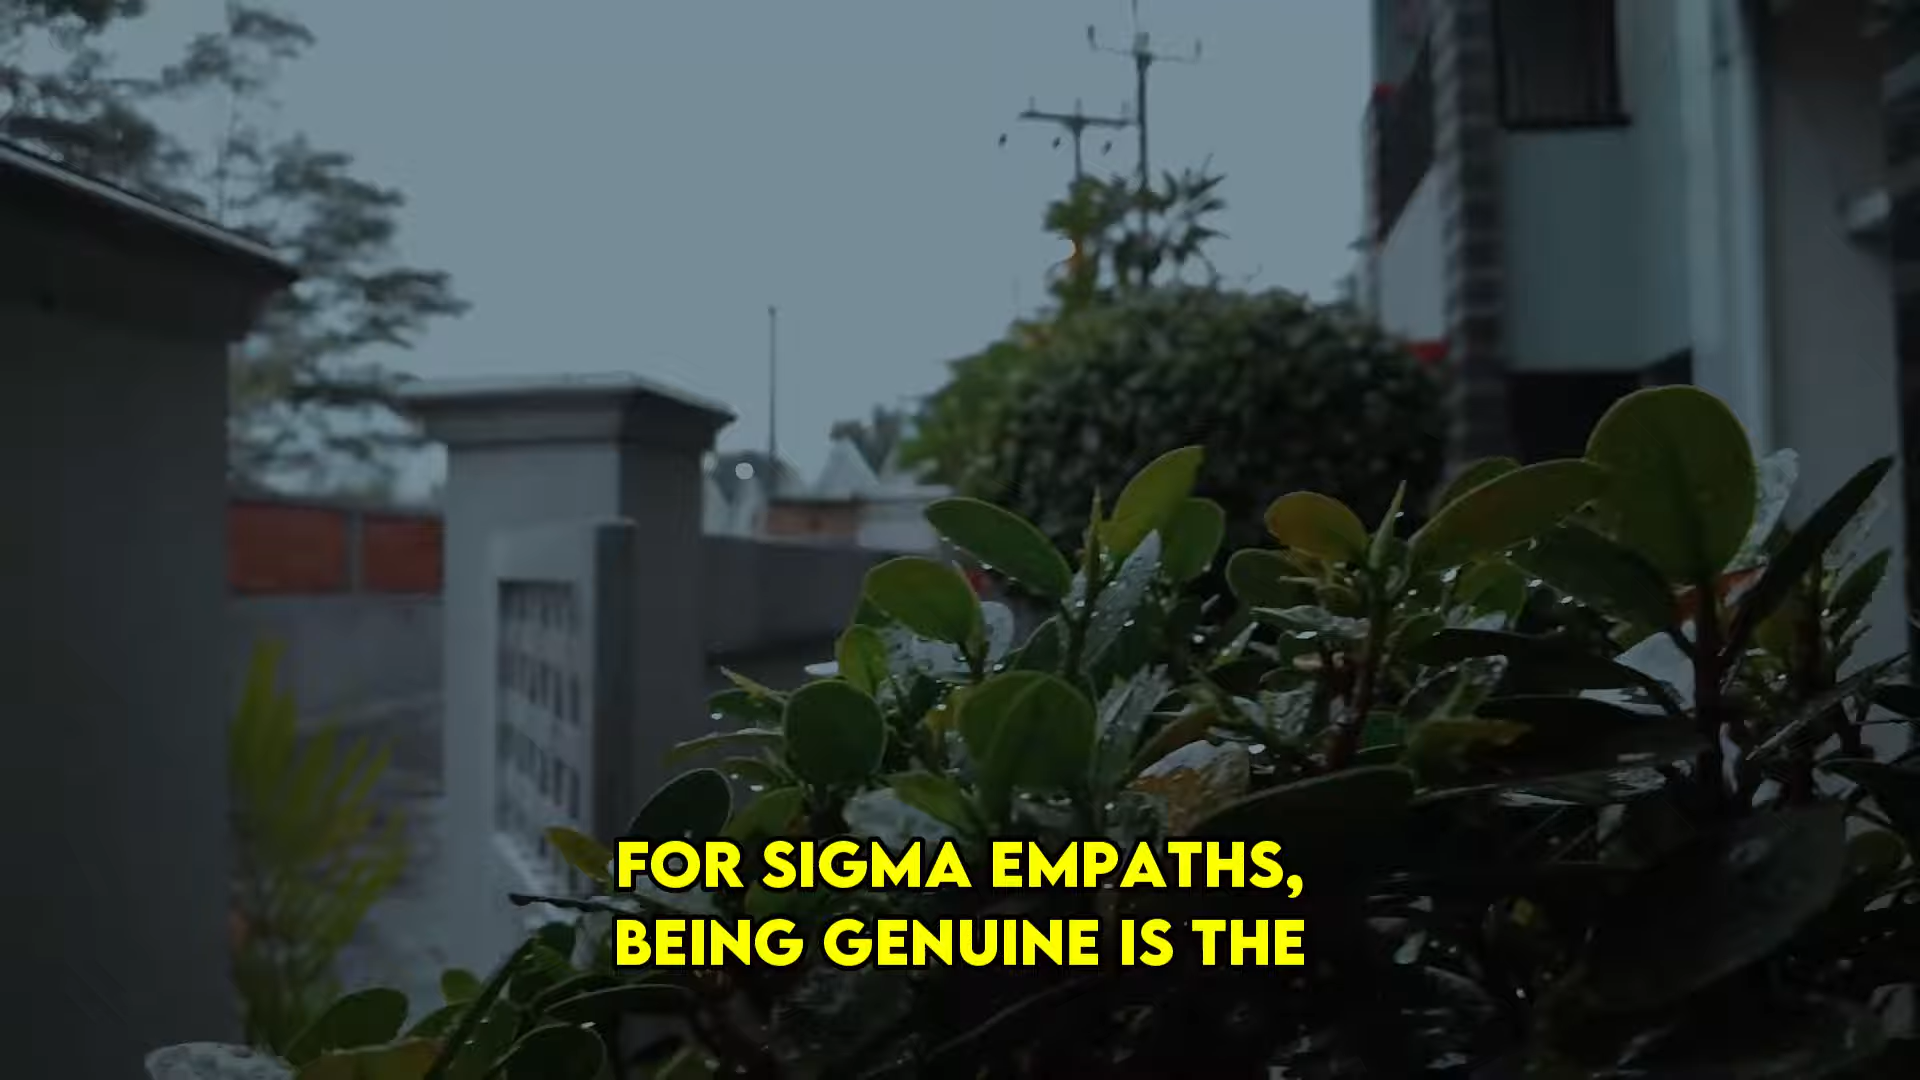 FOR SIGMA EMPATHS,
BEING GENUINE IS THE